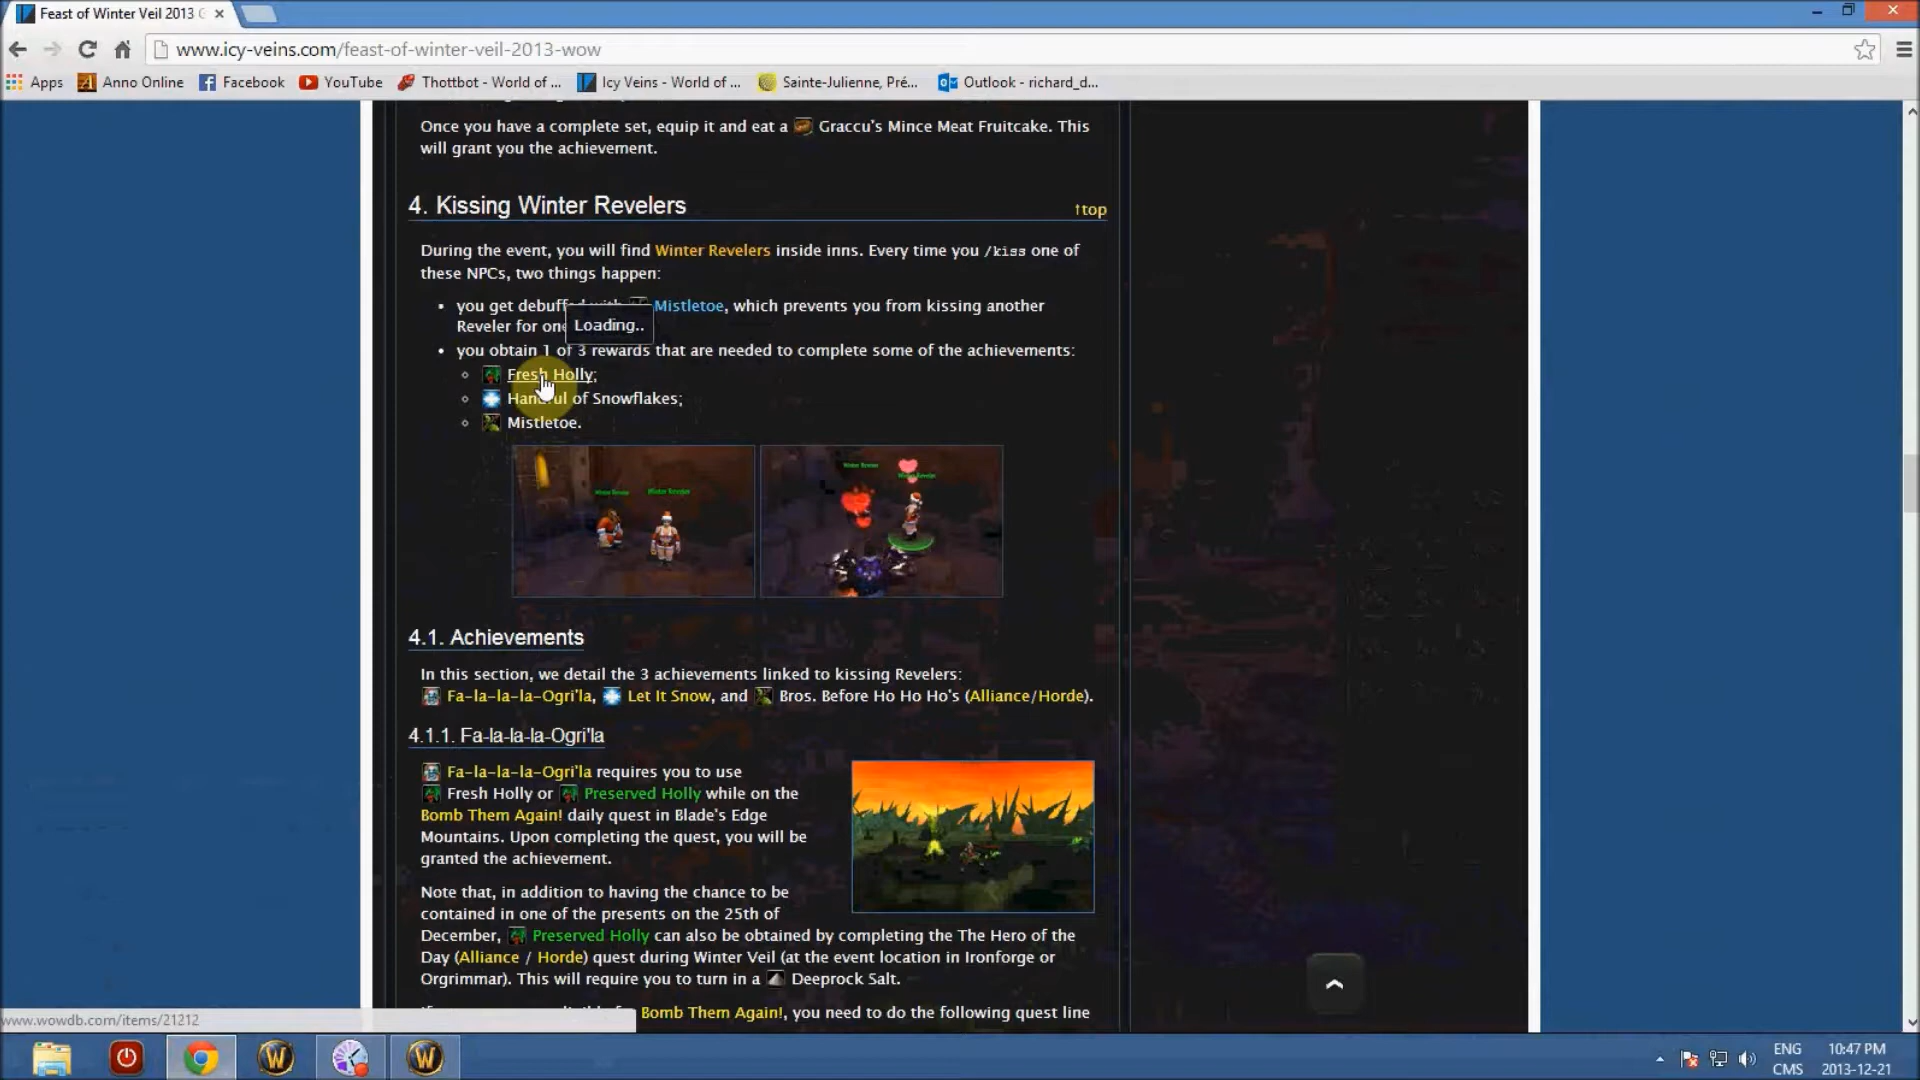 Feast of Winter Veil 2013
www.icy-veins.com/feast-of-winter-veil-2013-wow
Apps Anno Online Facebook YouTube Thottbot - World of ... Icy Veins - World of ... Sainte-Julienne, Pré... Outlook - richard_d...
Once you have a complete set, equip it and eat a Graccu's Mince Meat Fruitcake. This
will grant you the achievement.
4. Kissing Winter Revelers ↑top
During the event, you will find Winter Revelers inside inns. Every time you /kiss one of
these NPCs, two things happen:
you get debuffed with Mistletoe, which prevents you from kissing another
Reveler for one
Loading..
you obtain 1 of 3 rewards that are needed to complete some of the achievements:
Fresh Holly;
Handful of Snowflakes;
Mistletoe.
Winter Reveler Winter Reveler Winter Reveler Winter Reveler
4.1. Achievements
In this section, we detail the 3 achievements linked to kissing Revelers:
Fa-la-la-la-Ogri'la, Let It Snow, and Bros. Before Ho Ho Ho's (Alliance/Horde).
4.1.1. Fa-la-la-la-Ogri'la
Fa-la-la-la-Ogri'la requires you to use
Fresh Holly or Preserved Holly while on the
Bomb Them Again! daily quest in Blade's Edge
Mountains. Upon completing the quest, you will be
granted the achievement.
Note that, in addition to having the chance to be
contained in one of the presents on the 25th of
December, Preserved Holly can also be obtained by completing the The Hero of the
Day (Alliance / Horde) quest during Winter Veil (at the event location in Ironforge or
Orgrimmar). This will require you to turn in a Deeprock Salt.
Bomb Them Again!, you need to do the following quest line
www.wowdb.com/items/21212
ENG 10:47 PM
CMS 2013-12-21